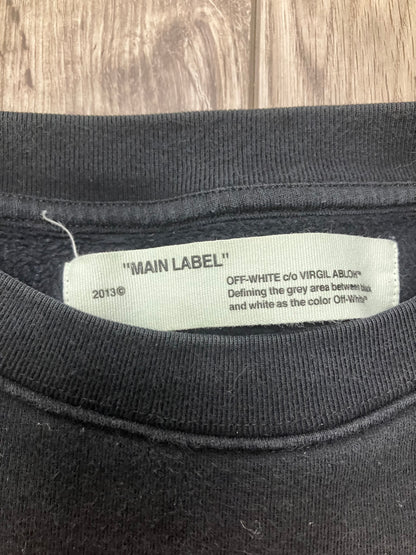 "MAIN LABEL"
2013©
OFF-WHITE c/o VIRGIL ABLOH™
Defining the grey area between black
and white as the color Off-White™